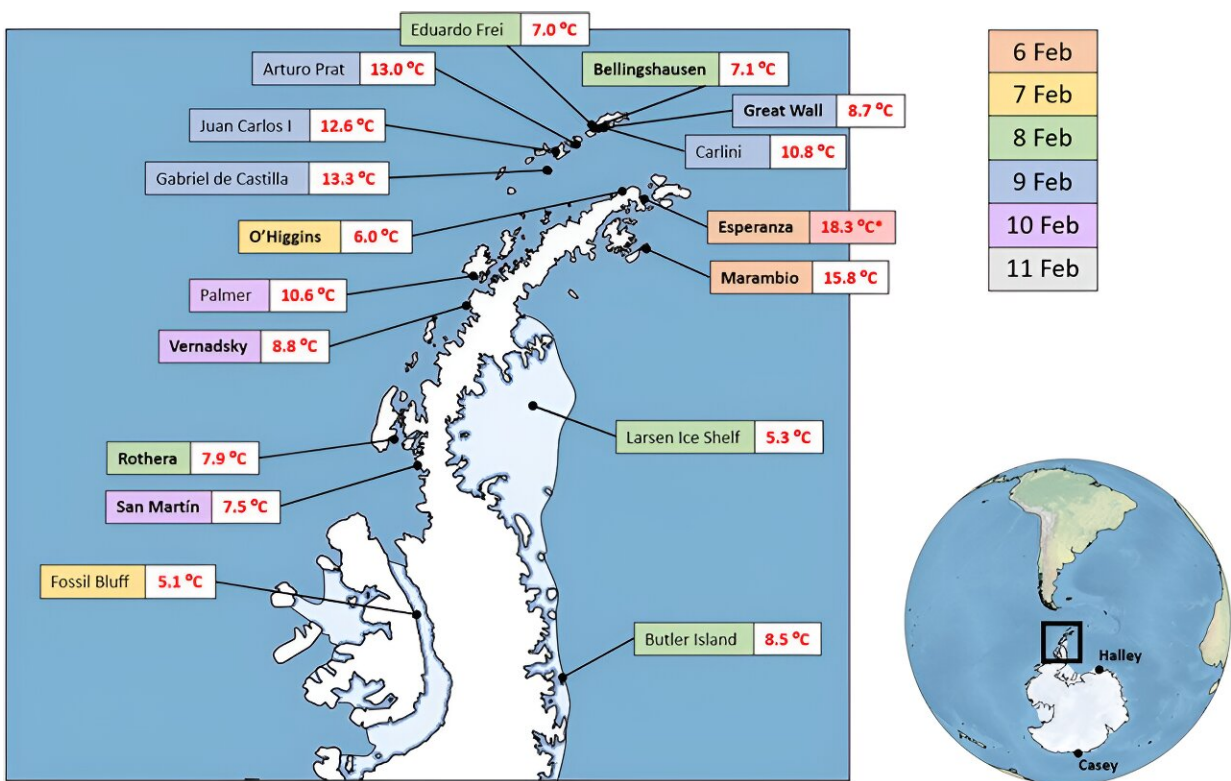 Eduardo Frei 7.0 °C
Arturo Prat 13.0 °C
Bellingshausen 7.1 °C
Juan Carlos I 12.6 °C
Great Wall 8.7 °C
Carlini 10.8 °C
Gabriel de Castilla 13.3 °C
O'Higgins 6.0 °C
Esperanza 18.3 °C*
Marambio 15.8 °C
Palmer 10.6 °C
Vernadsky 8.8 °C
Larsen Ice Shelf 5.3 °C
Rothera 7.9 °C
San Martín 7.5 °C
Fossil Bluff 5.1 °C
Butler Island 8.5 °C
6 Feb
7 Feb
8 Feb
9 Feb
10 Feb
11 Feb
Halley
Casey